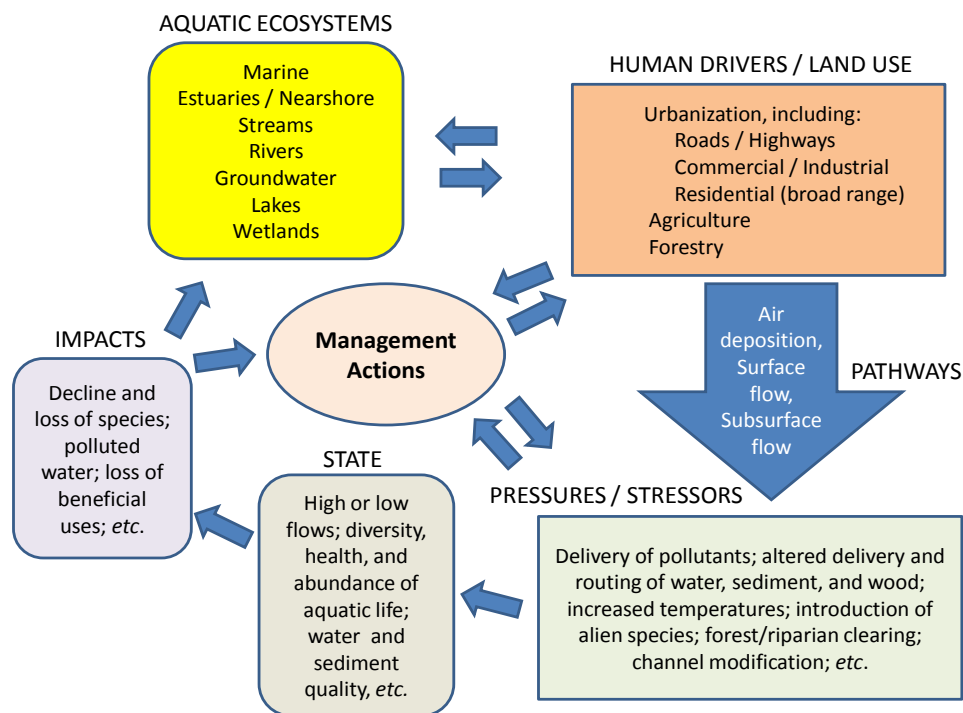 AQUATIC ECOSYSTEMS
Marine
Estuaries / Nearshore
Streams
Rivers
Groundwater
Lakes
Wetlands
HUMAN DRIVERS / LAND USE
Urbanization, including:
Roads / Highways
Commercial / Industrial
Residential (broad range)
Agriculture
Forestry
Management
Actions
Air
deposition,
Surface
flow,
Subsurface
flow
PATHWAYS
IMPACTS
Decline and
loss of species;
polluted
water; loss of
beneficial
uses; etc.
STATE
High or low
flows; diversity,
health, and
abundance of
aquatic life;
water and
sediment
quality, etc.
PRESSURES / STRESSORS
Delivery of pollutants; altered delivery and
routing of water, sediment, and wood;
increased temperatures; introduction of
alien species; forest/riparian clearing;
channel modification; etc.